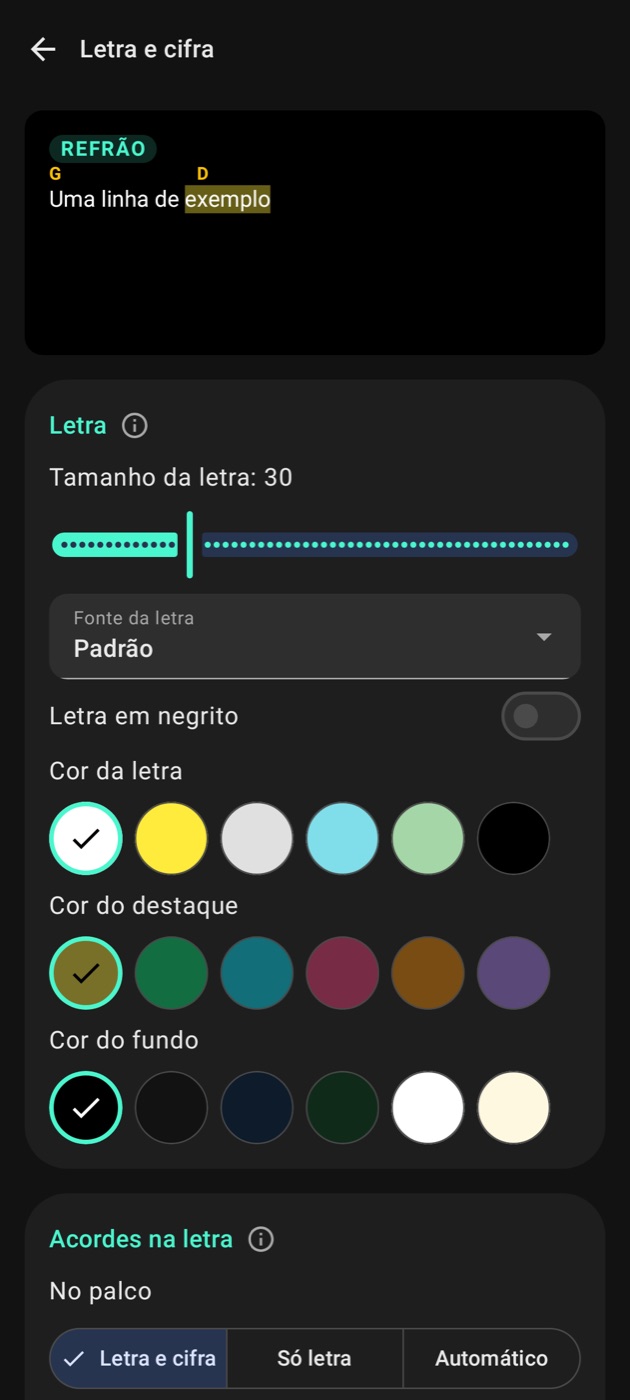 Letra e cifra
REFRÃO
G D
Uma linha de exemplo
Letra
Tamanho da letra: 30
Fonte da letra
Padrão
Letra em negrito
Cor da letra
Cor do destaque
Cor do fundo
Acordes na letra
No palco
Letra e cifra Só letra Automático